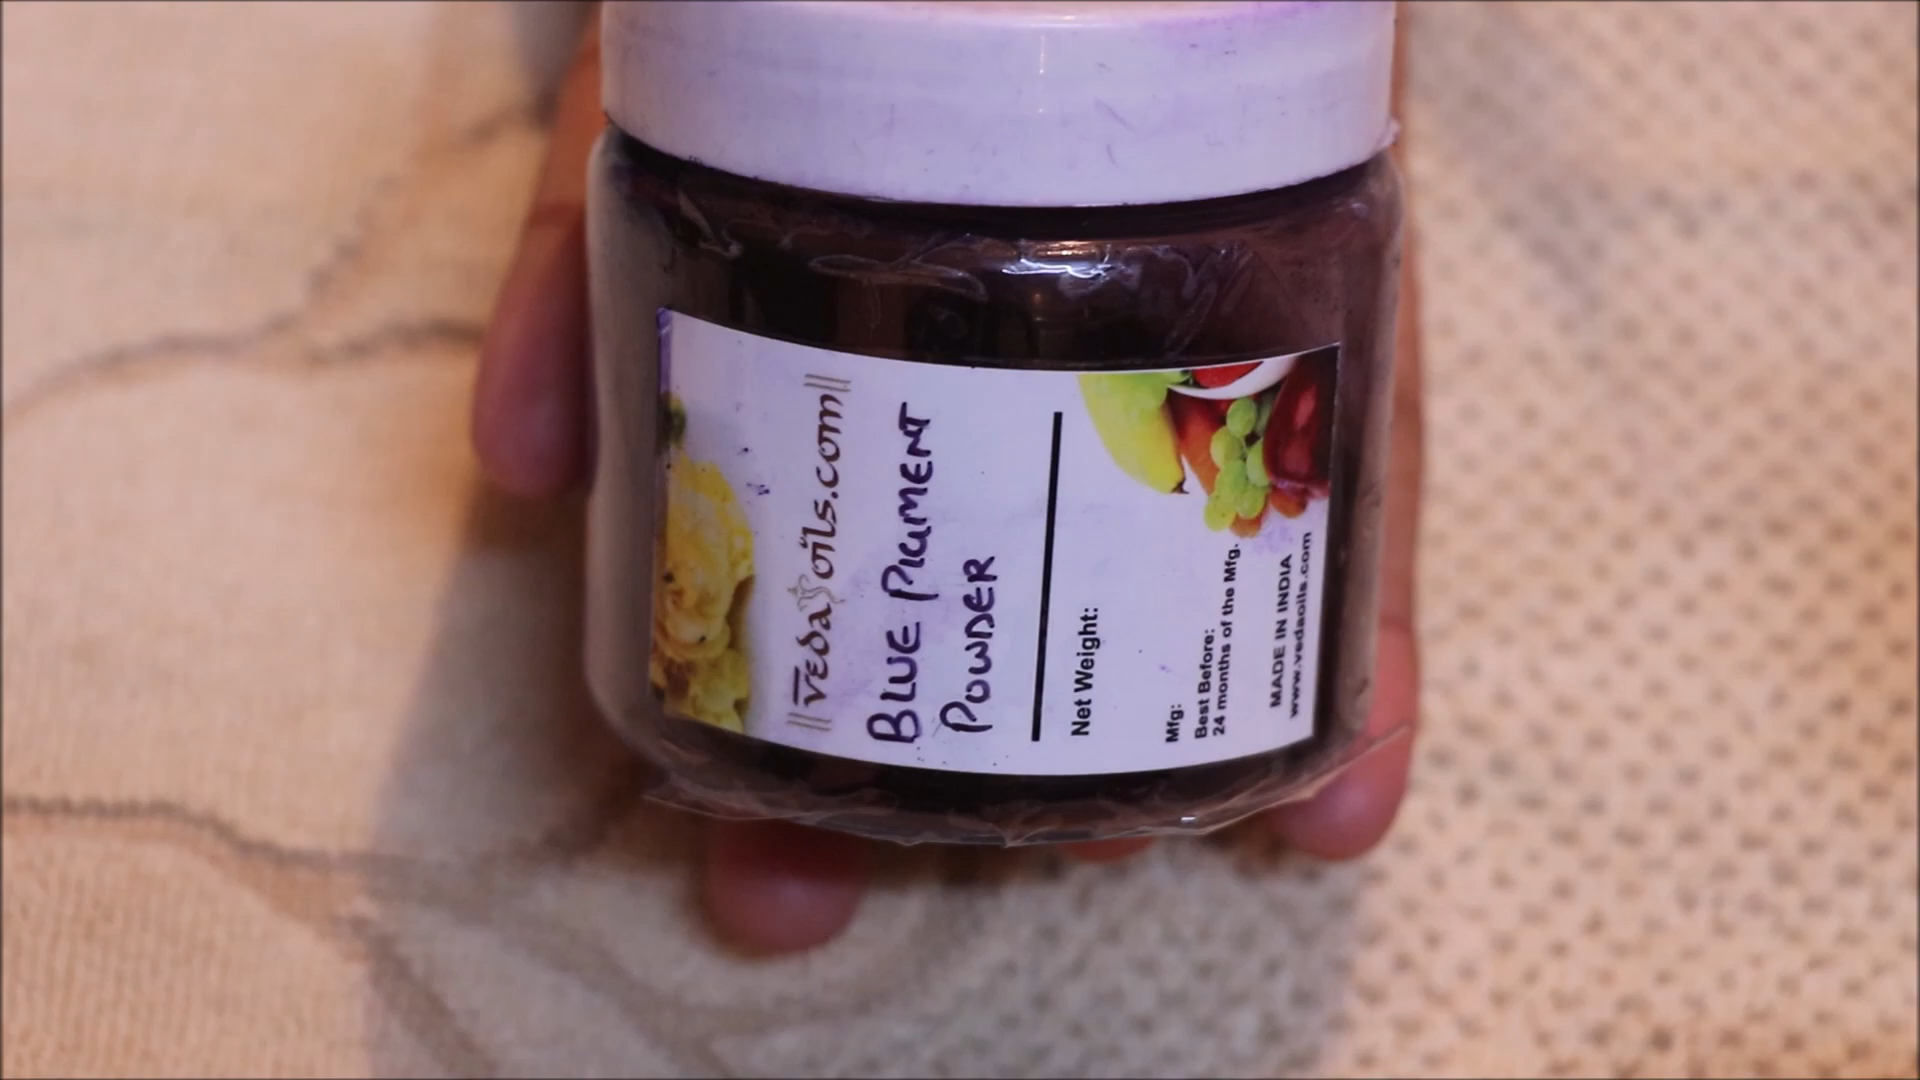 ||vedaoils.com||
BLUE PIGMENT
POWDER
Net Weight:
Mfg:
Best Before:
24 months of the Mfg.
MADE IN INDIA
www.vedaoils.com